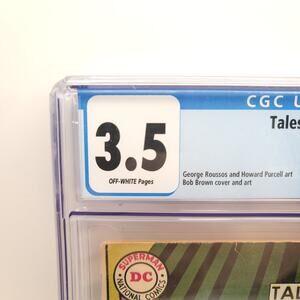 CGC U
Tales
3.5
OFF-WHITE Pages
George Roussos and Howard Purcell art
Bob Brown cover and art
SUPERMAN
DC
NATIONAL COMICS
TAL